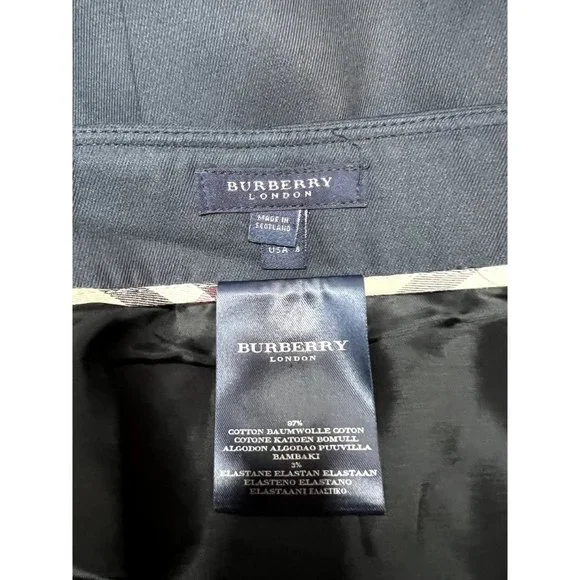 BURBERRY
LONDON
MADE IN
SCOTLAND
USA 8
BURBERRY
LONDON
97%
COTTON BAUMWOLLE COTON
COTONE KATOEN BOMULL
ALGODON ALGODAO PUUVILLA
BAMBAKI
3%
ELASTANE ELASTAN ELASTAAN
ELASTENO ELASTANO
ELASTAANI ΕΛΑΣΤΙΚΟ